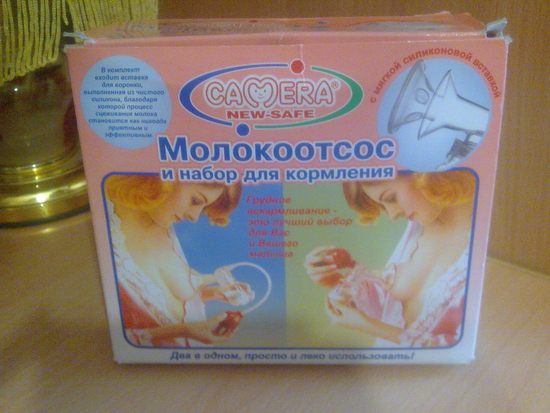 В комплект
входит вставка
для воронки,
выполненная из чистого
силикона, благодаря
которой процесс
сцеживания молока
становится как никогда
приятным и
эффективным.
CAMERA®
NEW-SAFE
С МЯГКОЙ СИЛИКОНОВОЙ ВСТАВКОЙ
Молокоотсос
и набор для кормления
Грудное
вскармливание -
это лучший выбор
для Вас
и Вашего
малыша
Два в одном, просто и легко использовать!